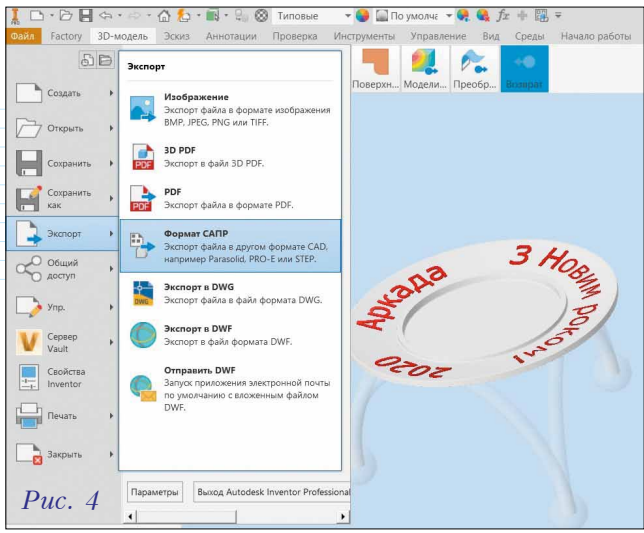 Типовые
По умолча
fx
Файл Factory 3D-модель Эскиз Аннотации Проверка Инструменты Управление Вид Среды Начало работы
Поверхн... Модели... Преобр... Возврат
Экспорт
Создать
Открыть
Сохранить
Сохранить
как
Экспорт
Общий
доступ
Упр.
Сервер
Vault
Свойства
Inventor
Печать
Закрыть
Изображение
Экспорт файла в формате изображения
BMP, JPEG, PNG или TIFF.
PDF
3D PDF
Экспорт в файл 3D PDF.
PDF
PDF
Экспорт файла в формате PDF.
Формат САПР
Экспорт файла в другом формате CAD,
например Parasolid, PRO-E или STEP.
DWG
Экспорт в DWG
Экспорт файла в файл формата DWG.
Экспорт в DWF
Экспорт в файл формата DWF.
Отправить DWF
Запуск приложения электронной почты
по умолчанию с вложенным файлом
DWF.
Параметры Выход Autodesk Inventor Professional
Аркада
З Новим роком!
2020
Рис. 4